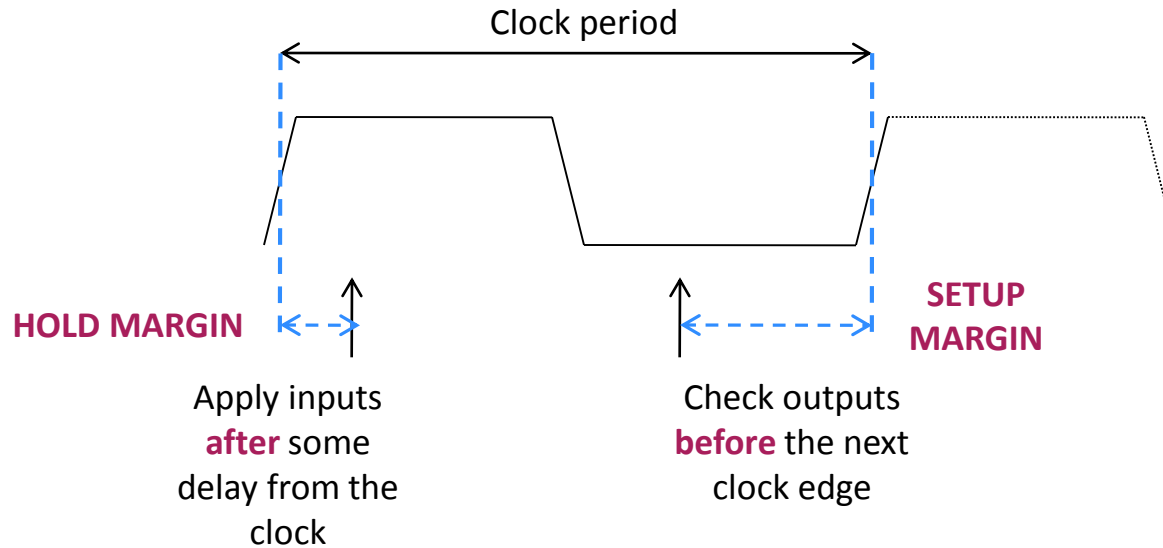 Clock period
HOLD MARGIN
SETUP
MARGIN
Apply inputs
after some
delay from the
clock
Check outputs
before the next
clock edge